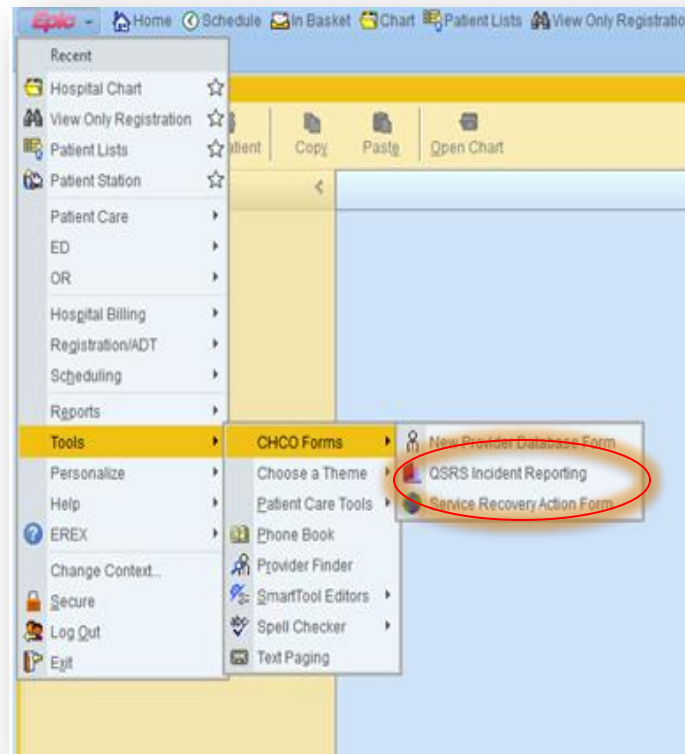 Epic Home Schedule In Basket Chart Patient Lists View Only Registratio
Recent
Hospital Chart
View Only Registration
Patient Lists
Patient Station
atient Copy Paste Open Chart
Patient Care
ED
OR
Hospital Billing
Registration/ADT
Scheduling
Reports
Tools
Personalize
Help
EREX
Change Context...
Secure
Log Out
Exit
CHCO Forms
Choose a Theme
Patient Care Tools
Phone Book
Provider Finder
SmartTool Editors
Spell Checker
Text Paging
New Provider Database Form
QSRS Incident Reporting
Service Recovery Action Form